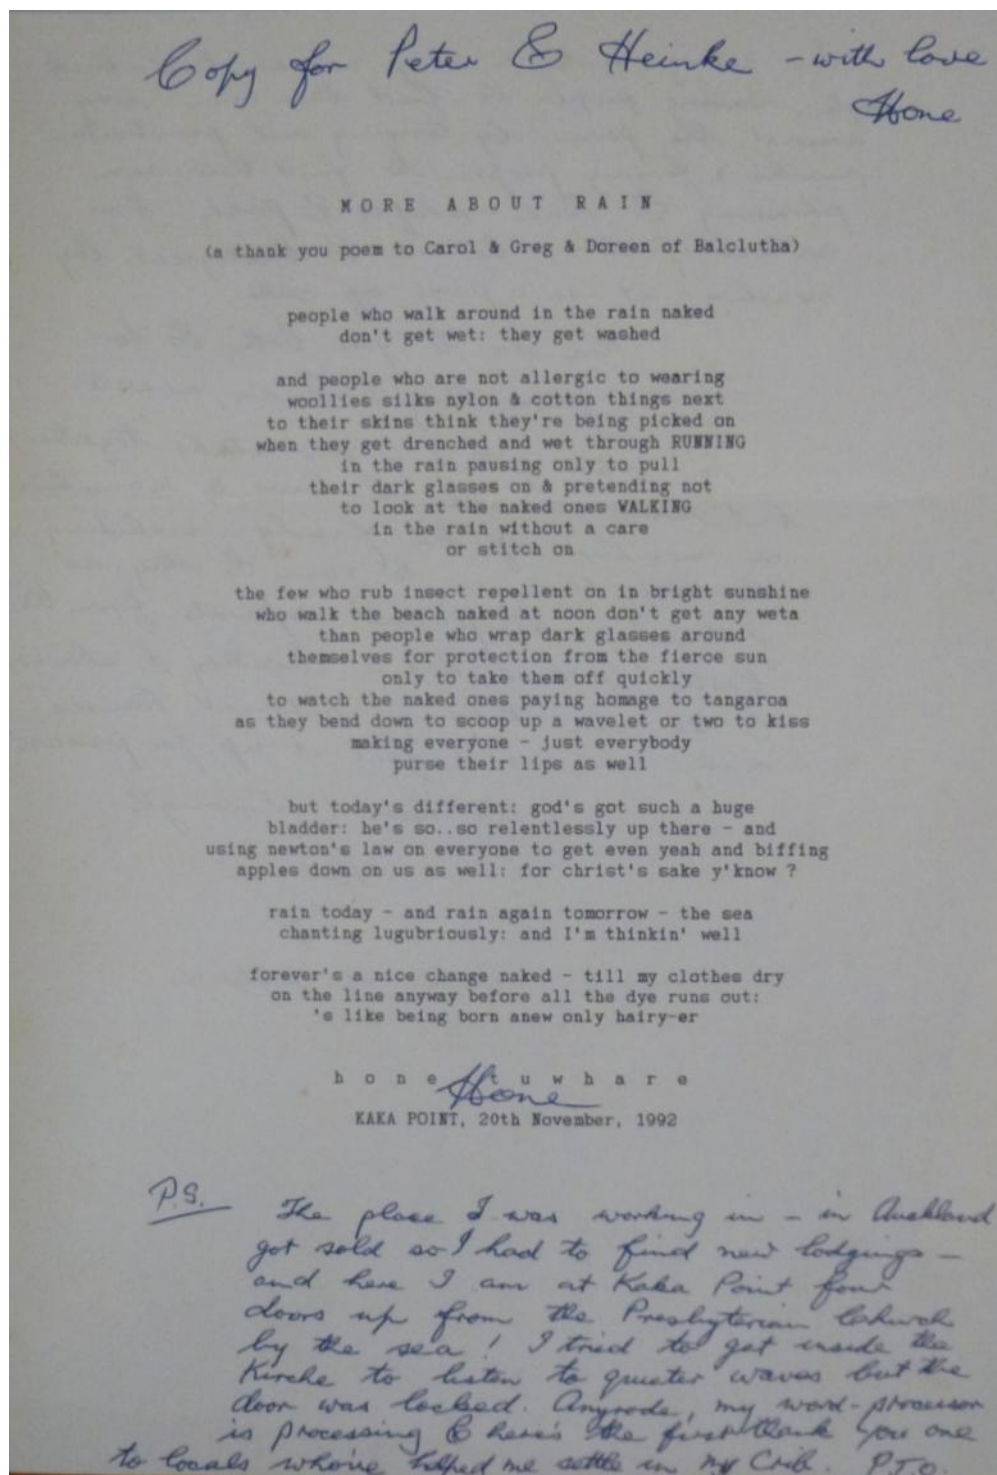 Copy for Peter & Heinke - with love
Hone
MORE ABOUT RAIN
(a thank you poem to Carol & Greg & Doreen of Balclutha)
people who walk around in the rain naked
don't get wet: they get washed
and people who are not allergic to wearing
woollies silks nylon & cotton things next
to their skins think they're being picked on
when they get drenched and wet through RUNNING
in the rain pausing only to pull
their dark glasses on & pretending not
to look at the naked ones WALKING
in the rain without a care
or stitch on
the few who rub insect repellent on in bright sunshine
who walk the beach naked at noon don't get any weta
than people who wrap dark glasses around
themselves for protection from the fierce sun
only to take them off quickly
to watch the naked ones paying homage to tangaroa
as they bend down to scoop up a wavelet or two to kiss
making everyone - just everybody
purse their lips as well
but today's different: god's got such a huge
bladder: he's so..so relentlessly up there - and
using newton's law on everyone to get even yeah and biffing
apples down on us as well: for christ's sake y'know ?
rain today - and rain again tomorrow - the sea
chanting lugubriously: and I'm thinkin' well
forever's a nice change naked - till my clothes dry
on the line anyway before all the dye runs out:
's like being born anew only hairy-er
hone tuwhare
Hone
KAKA POINT, 20th November, 1992
P.S. The place I was working in - in Auckland
got sold so I had to find new lodgings -
and here I am at Kaka Point four
doors up from the Presbyterian Church
by the sea! I tried to get inside the
Kirche to listen to quieter waves but the
door was locked. Anyrode, my word-processor
is processing & here's the first thank you one
to locals who've helped me settle in my Crib. P.T.O.